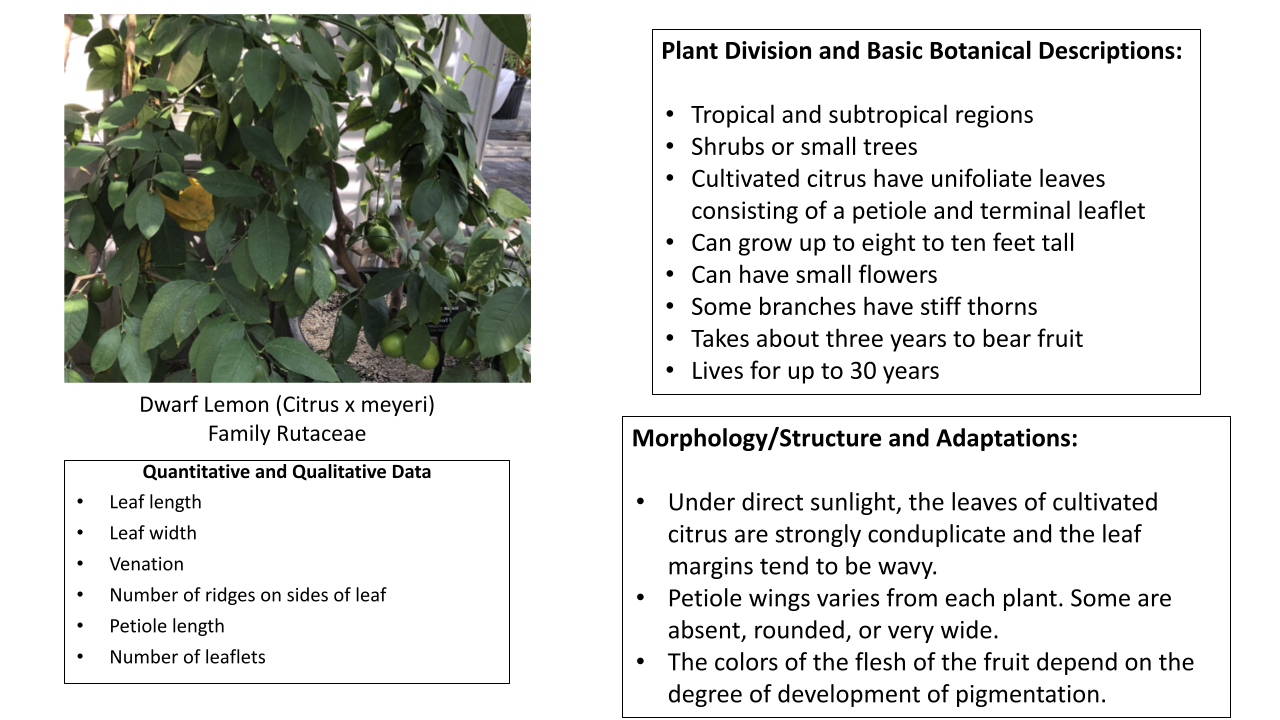 Dwarf Lemon (Citrus x meyeri)
Family Rutaceae
Quantitative and Qualitative Data
• Leaf length
• Leaf width
• Venation
• Number of ridges on sides of leaf
• Petiole length
• Number of leaflets
Plant Division and Basic Botanical Descriptions:
• Tropical and subtropical regions
• Shrubs or small trees
• Cultivated citrus have unifoliate leaves
consisting of a petiole and terminal leaflet
• Can grow up to eight to ten feet tall
• Can have small flowers
• Some branches have stiff thorns
• Takes about three years to bear fruit
• Lives for up to 30 years
Morphology/Structure and Adaptations:
• Under direct sunlight, the leaves of cultivated
citrus are strongly conduplicate and the leaf
margins tend to be wavy.
• Petiole wings varies from each plant. Some are
absent, rounded, or very wide.
• The colors of the flesh of the fruit depend on the
degree of development of pigmentation.